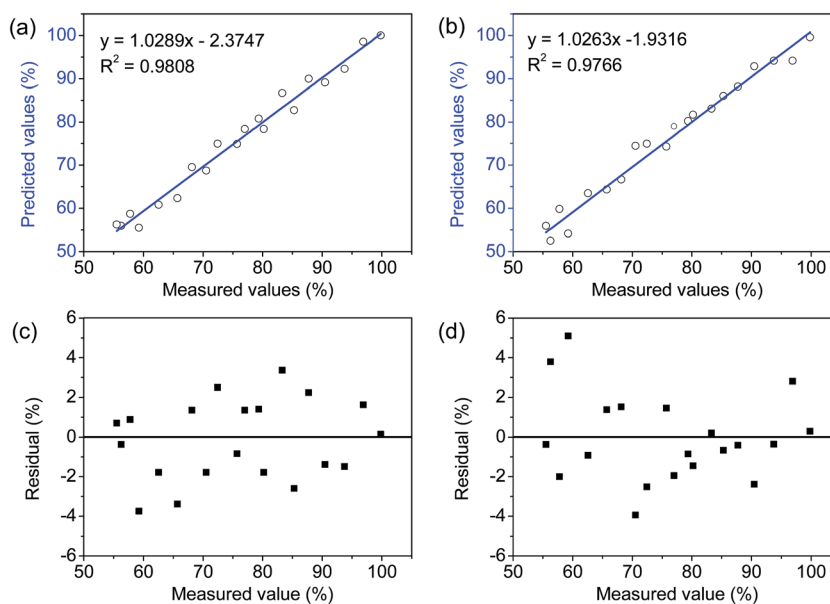 (a)
y = 1.0289x - 2.3747
R² = 0.9808
Predicted values (%)
100
90
80
70
60
50
50 60 70 80 90 100
Measured values (%)
(b)
y = 1.0263x -1.9316
R² = 0.9766
Predicted values (%)
100
90
80
70
60
50
50 60 70 80 90 100
Measured values (%)
(c)
Residual (%)
6
4
2
0
-2
-4
-6
50 60 70 80 90 100
Measured value (%)
(d)
Residual (%)
6
4
2
0
-2
-4
-6
50 60 70 80 90 100
Measured value (%)